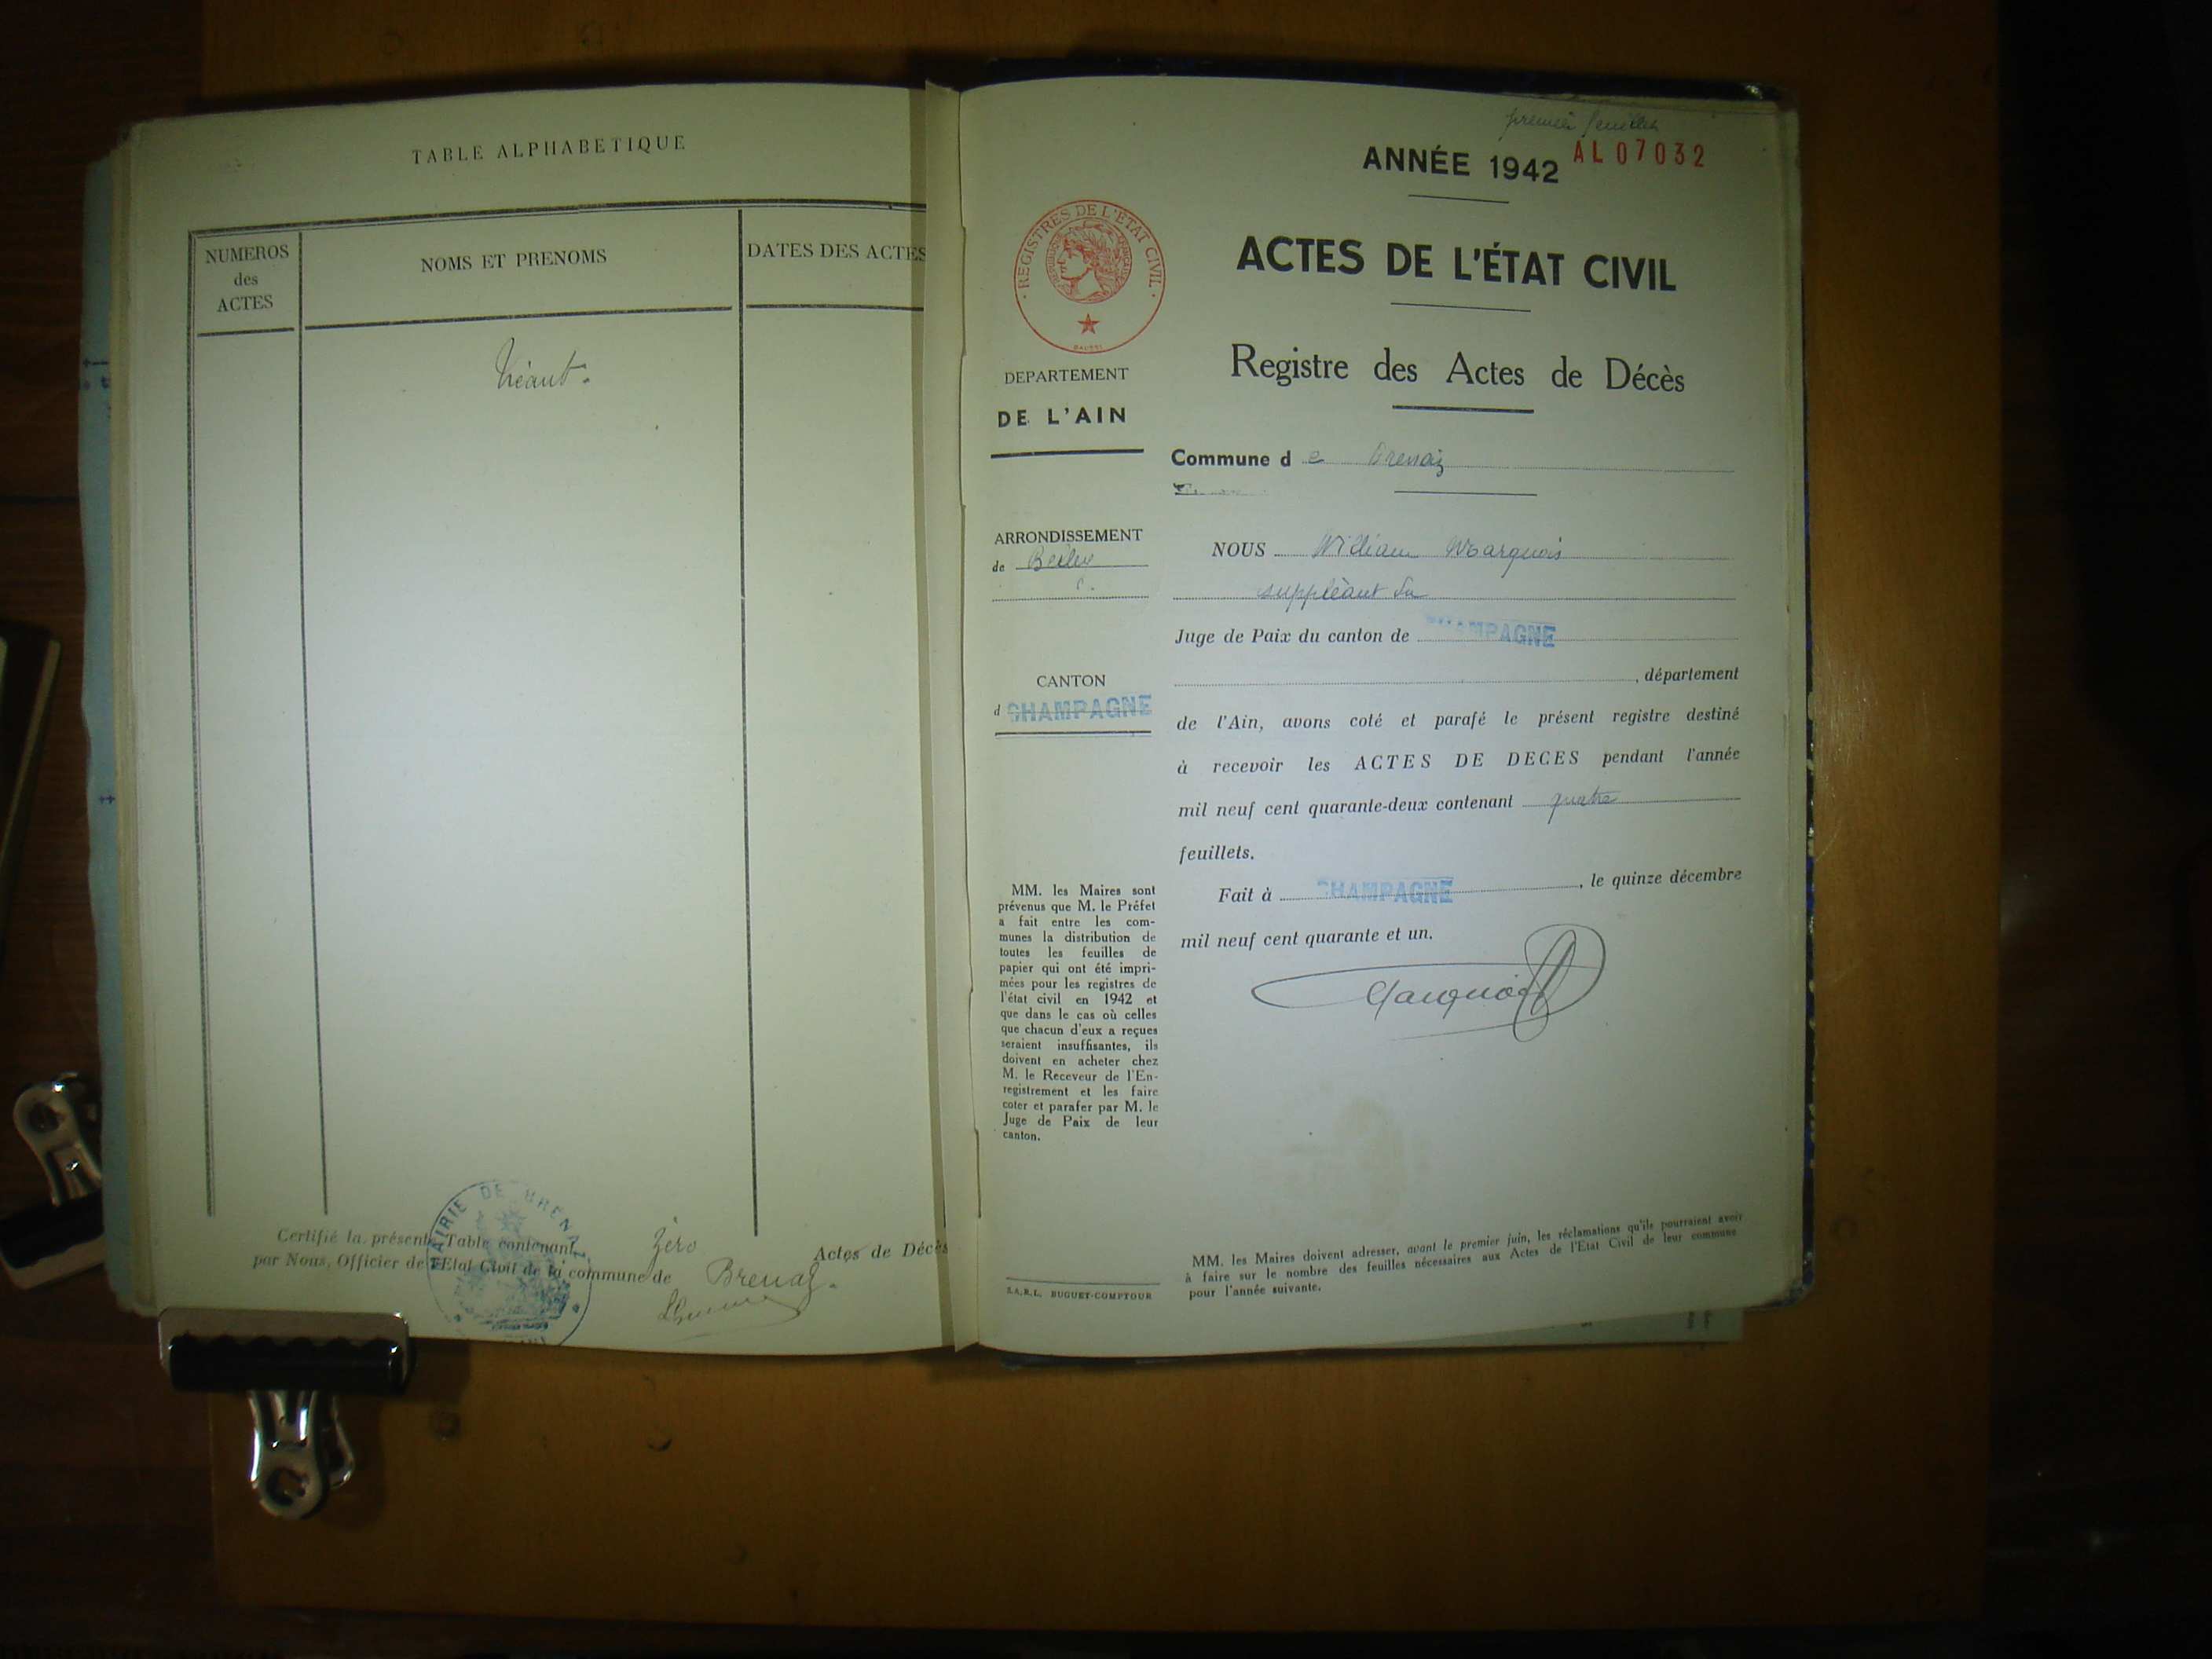 TABLE ALPHABETIQUE
NUMEROS
des
ACTES
NOMS ET PRENOMS
DATES DES ACTES
Néant.
MAIRIE DE BRENAZ
Certifié la présente Table contenant zéro Actes de Décès
par Nous, Officier de l'Etat Civil de la commune de Brenaz.
premier feuillet
ANNÉE 1942
AL07032
REGISTRES DE L'ÉTAT CIVIL
ACTES DE L'ÉTAT CIVIL
Registre des Actes de Décès
DEPARTEMENT
DE L'AIN
Commune de Brenaz
ARRONDISSEMENT
de Belley
CANTON
d CHAMPAGNE
NOUS William Marquois
suppléant du
Juge de Paix du canton de CHAMPAGNE
, département
de l'Ain, avons coté et parafé le présent registre destiné
à recevoir les ACTES DE DECES pendant l'année
mil neuf cent quarante-deux contenant quatre
feuillets.
Fait à CHAMPAGNE, le quinze décembre
mil neuf cent quarante et un.
MM. les Maires sont
prévenus que M. le Préfet
a fait entre les com-
munes la distribution de
toutes les feuilles de
papier qui ont été impri-
mées pour les registres de
l'état civil en 1942 et
que dans le cas où celles
que chacun d'eux a reçues
seraient insuffisantes, ils
doivent en acheter chez
M. le Receveur de l'En-
registrement et les faire
coter et parafer par M. le
Juge de Paix de leur
canton.
S.A.R.L. BUGUET-COMPTOUR
MM. les Maires doivent adresser, avant le premier juin, les réclamations qu'ils pourraient avoir
à faire sur le nombre des feuilles nécessaires aux Actes de l'Etat Civil de leur commune
pour l'année suivante.